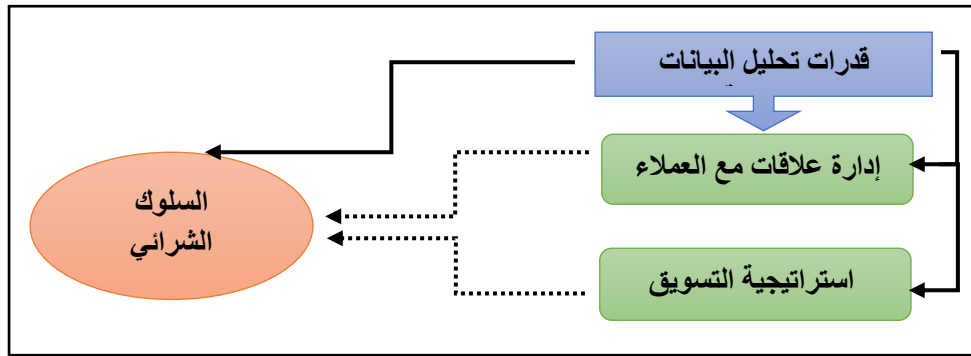 قدرات تحليل البيانات
إدارة علاقات مع العملاء
السلوك
الشرائي
استراتيجية التسويق